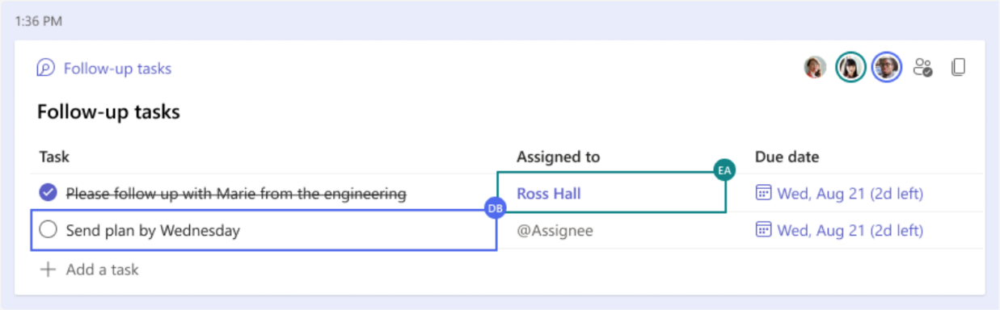 1:36 PM
Follow-up tasks
Follow-up tasks
Task Assigned to Due date
EA
Please follow up with Marie from the engineering Ross Hall Wed, Aug 21 (2d left)
DB
Send plan by Wednesday @Assignee Wed, Aug 21 (2d left)
Add a task